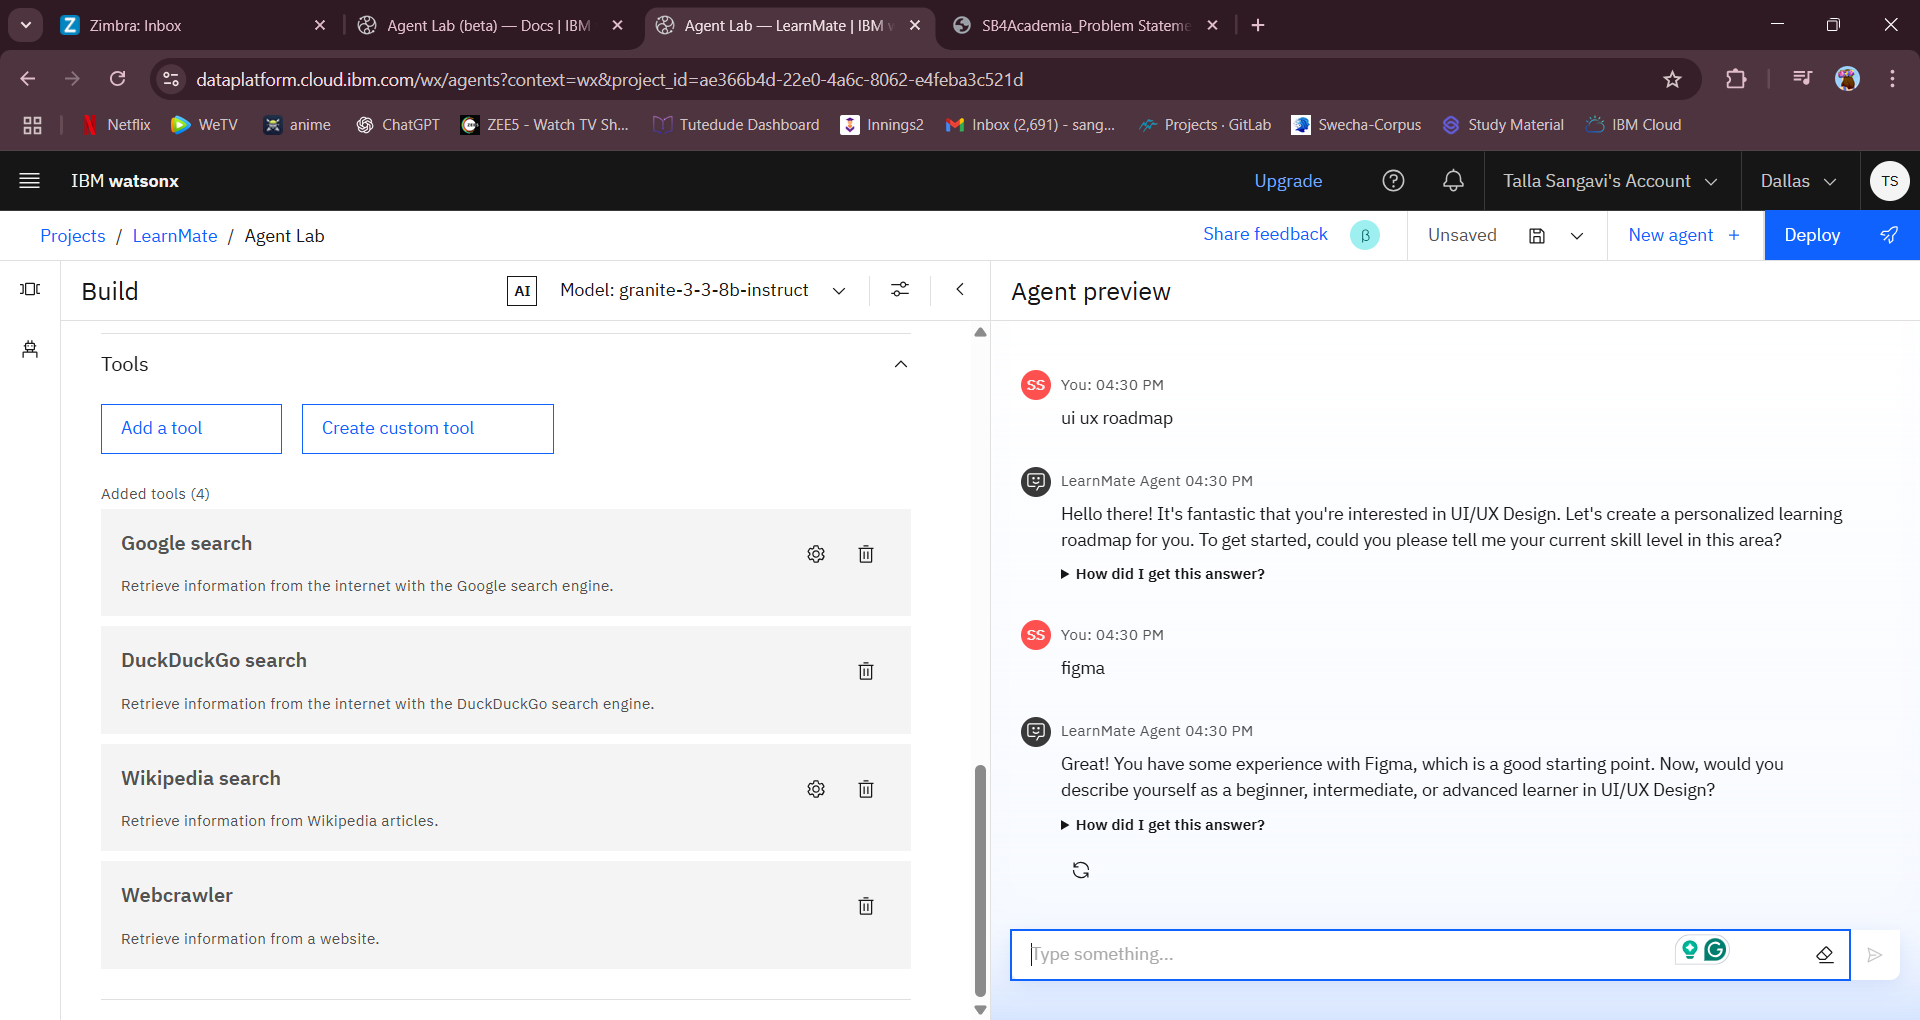 Zimbra: Inbox
Agent Lab (beta) — Docs | IBM
Agent Lab — LearnMate | IBM w
SB4Academia_Problem Stateme
dataplatform.cloud.ibm.com/wx/agents?context=wx&project_id=ae366b4d-22e0-4a6c-8062-e4feba3c521d
Netflix
WeTV
anime
ChatGPT
ZEE5 - Watch TV Sh...
Tutedude Dashboard
Innings2
Inbox (2,691) - sang...
Projects · GitLab
Swecha-Corpus
Study Material
IBM Cloud
IBM watsonx
Upgrade
Talla Sangavi's Account
Dallas
TS
Projects / LearnMate / Agent Lab
Share feedback
β
Unsaved
New agent +
Deploy
Build
AI
Model: granite-3-3-8b-instruct
Tools
Add a tool
Create custom tool
Added tools (4)
Google search
Retrieve information from the internet with the Google search engine.
DuckDuckGo search
Retrieve information from the internet with the DuckDuckGo search engine.
Wikipedia search
Retrieve information from Wikipedia articles.
Webcrawler
Retrieve information from a website.
Agent preview
SS
You: 04:30 PM
ui ux roadmap
LearnMate Agent 04:30 PM
Hello there! It's fantastic that you're interested in UI/UX Design. Let's create a personalized learning
roadmap for you. To get started, could you please tell me your current skill level in this area?
How did I get this answer?
SS
You: 04:30 PM
figma
LearnMate Agent 04:30 PM
Great! You have some experience with Figma, which is a good starting point. Now, would you
describe yourself as a beginner, intermediate, or advanced learner in UI/UX Design?
How did I get this answer?
Type something...